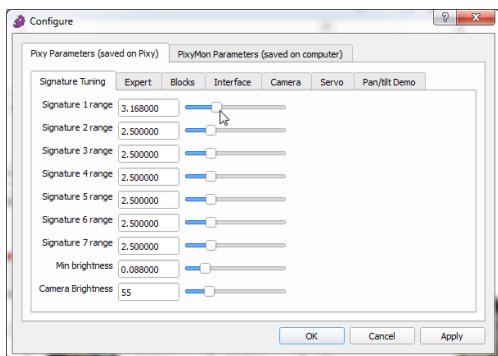 Configure
Pixy Parameters (saved on Pixy) PixyMon Parameters (saved on computer)
Signature Tuning Expert Blocks Interface Camera Servo Pan/tilt Demo
Signature 1 range 3.168000
Signature 2 range 2.500000
Signature 3 range 2.500000
Signature 4 range 2.500000
Signature 5 range 2.500000
Signature 6 range 2.500000
Signature 7 range 2.500000
Min brightness 0.088000
Camera Brightness 55
OK Cancel Apply